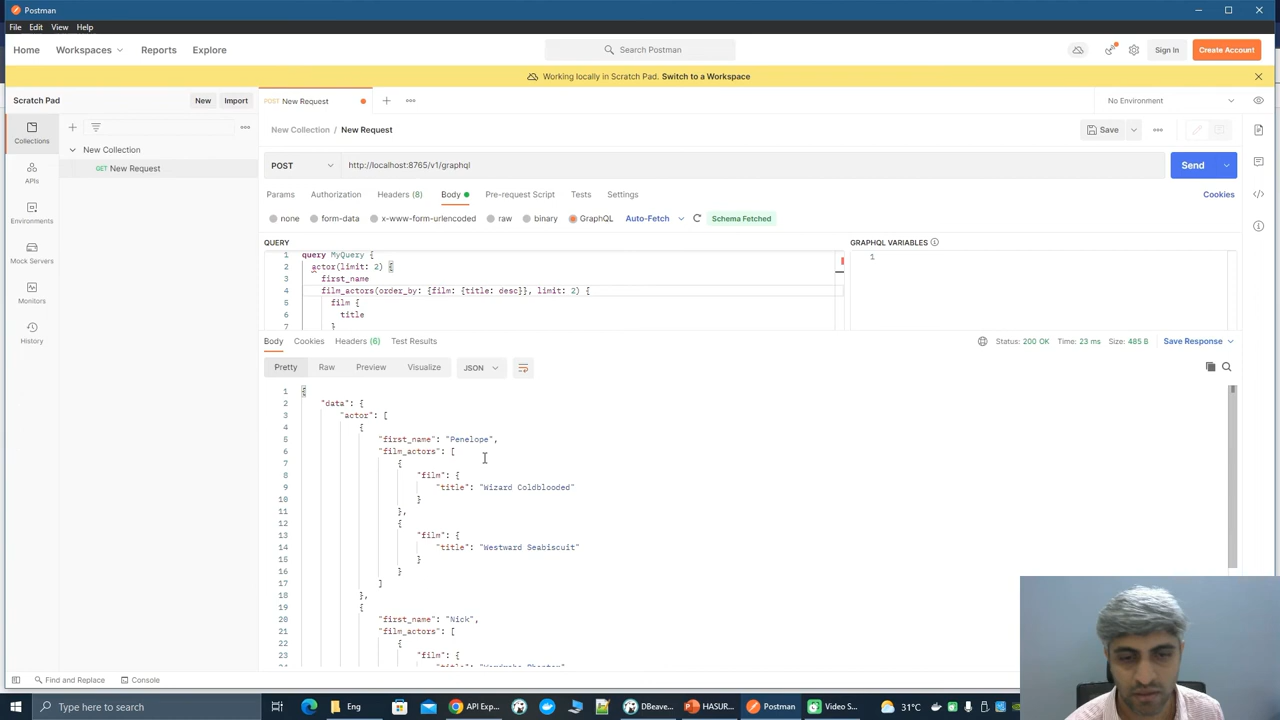 Postman
File Edit View Help
Home Workspaces Reports Explore Search Postman Sign In Create Account
Working locally in Scratch Pad. Switch to a Workspace
Scratch Pad New Import POST New Request No Environment
Collections New Collection
GET New Request
APIs
Environments
Mock Servers
Monitors
History
New Collection / New Request Save
POST http://localhost:8765/v1/graphql Send
Params Authorization Headers (8) Body Pre-request Script Tests Settings Cookies
none form-data x-www-form-urlencoded raw binary GraphQL Auto-Fetch Schema Fetched
QUERY GRAPHQL VARIABLES
1 query MyQuery { 1
2 actor(limit: 2) {
3 first_name
4 film_actors(order_by: {film: {title: desc}}, limit: 2) {
5 film {
6 title
7 }
Body Cookies Headers (6) Test Results Status: 200 OK Time: 23 ms Size: 485 B Save Response
Pretty Raw Preview Visualize JSON
1 {
2 "data": {
3 "actor": [
4 {
5 "first_name": "Penelope",
6 "film_actors": [
7 {
8 "film": {
9 "title": "Wizard Coldblooded"
10 }
11 },
12 {
13 "film": {
14 "title": "Westward Seabiscuit"
15 }
16 }
17 ]
18 },
19 {
20 "first_name": "Nick",
21 "film_actors": [
22 {
23 "film": {
Find and Replace Console
Type here to search Eng API Exp... DBeave... HASUR... Postman Video S... 31°C